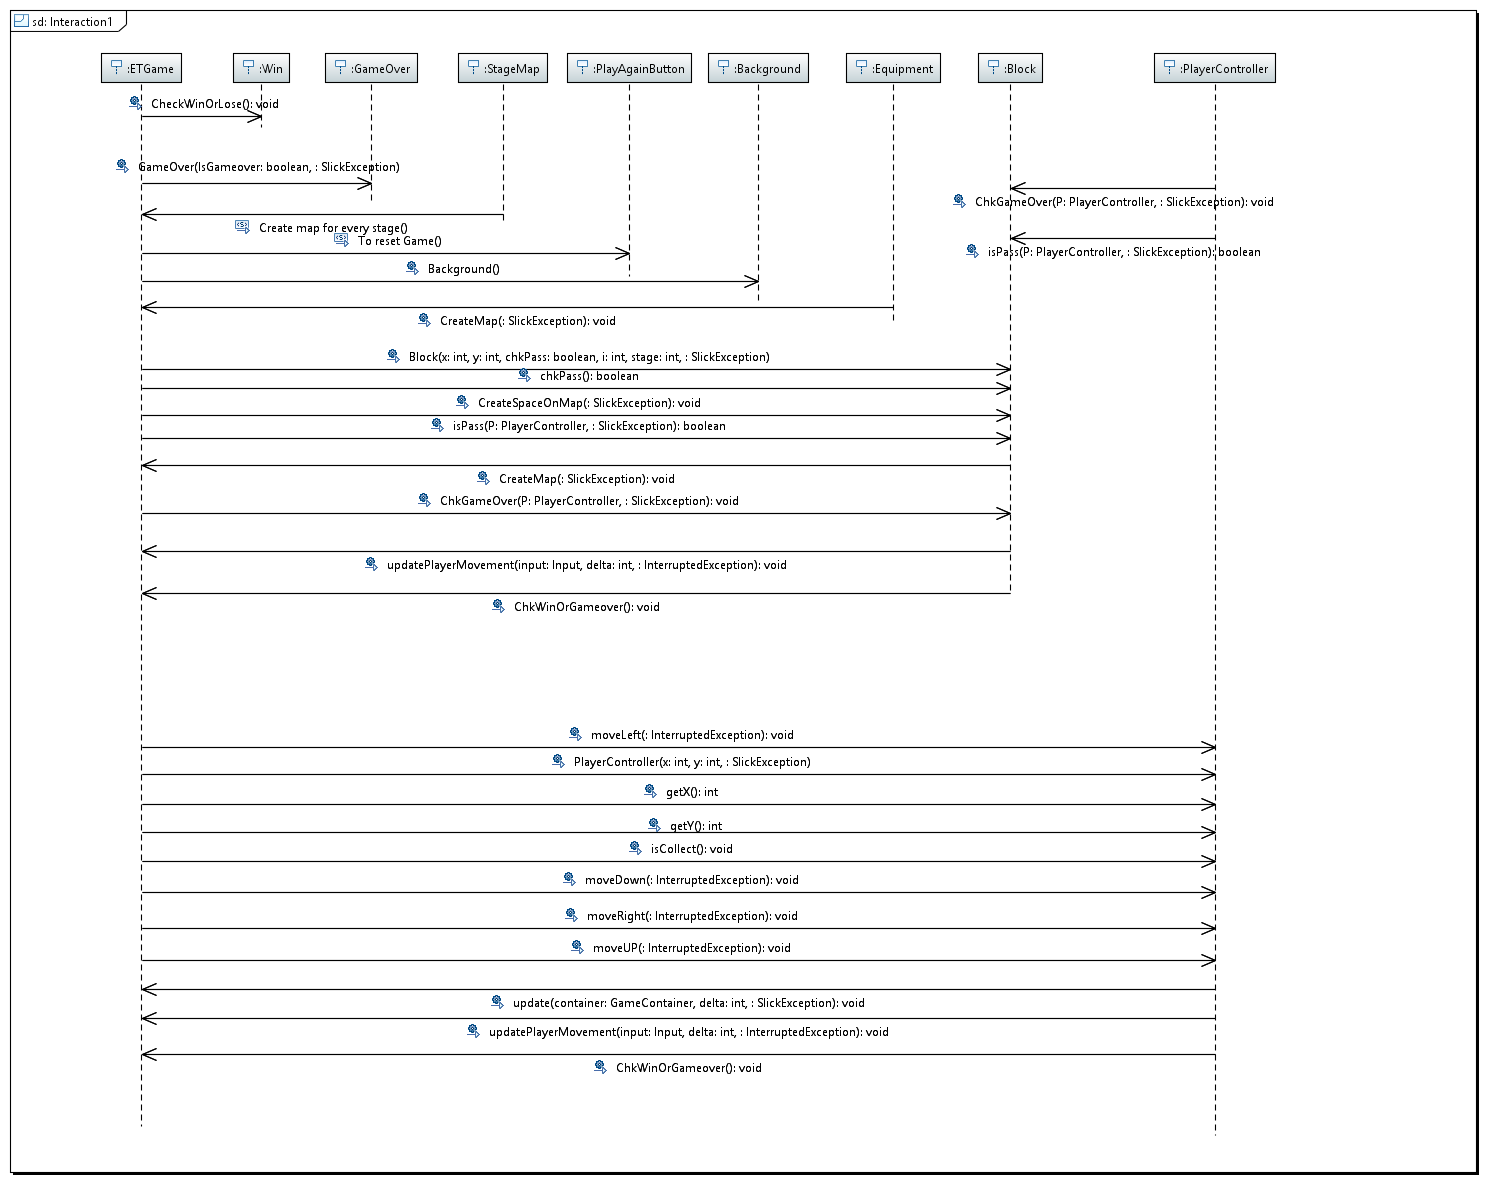 sd: Interaction1
:ETGame :Win :GameOver :StageMap :PlayAgainButton :Background :Equipment :Block :PlayerController
CheckWinOrLose(): void
GameOver(IsGameover: boolean, : SlickException)
ChkGameOver(P: PlayerController, : SlickException): void
Create map for every stage()
To reset Game()
isPass(P: PlayerController, : SlickException): boolean
Background()
CreateMap(: SlickException): void
Block(x: int, y: int, chkPass: boolean, i: int, stage: int, : SlickException)
chkPass(): boolean
CreateSpaceOnMap(: SlickException): void
isPass(P: PlayerController, : SlickException): boolean
CreateMap(: SlickException): void
ChkGameOver(P: PlayerController, : SlickException): void
updatePlayerMovement(input: Input, delta: int, : InterruptedException): void
ChkWinOrGameover(): void
moveLeft(: InterruptedException): void
PlayerController(x: int, y: int, : SlickException)
getX(): int
getY(): int
isCollect(): void
moveDown(: InterruptedException): void
moveRight(: InterruptedException): void
moveUP(: InterruptedException): void
update(container: GameContainer, delta: int, : SlickException): void
updatePlayerMovement(input: Input, delta: int, : InterruptedException): void
ChkWinOrGameover(): void